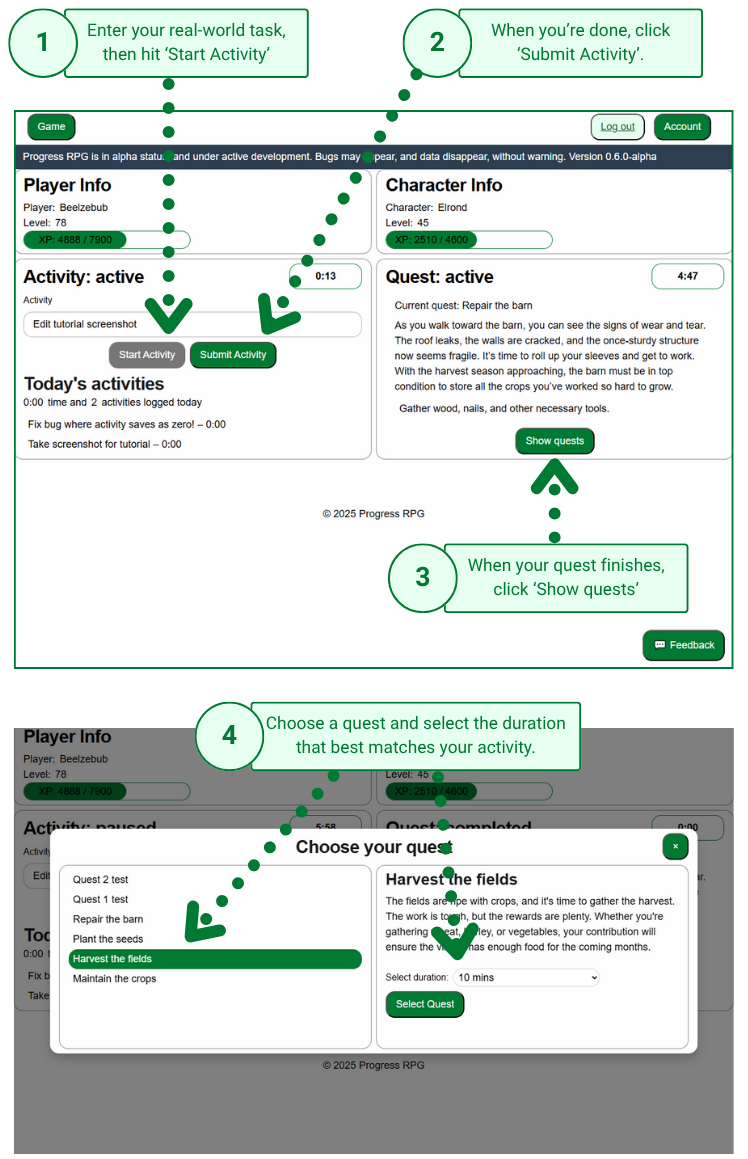 1
Enter your real-world task,
then hit ‘Start Activity’
2
When you’re done, click
‘Submit Activity’.
Game
Log out
Account
Progress RPG is in alpha status and under active development. Bugs may appear, and data disappear, without warning. Version 0.6.0-alpha
Player Info
Player: Beelzebub
Level: 78
XP: 4888 / 7900
Character Info
Character: Elrond
Level: 45
XP: 2510 / 4600
Activity: active
0:13
Activity
Edit tutorial screenshot
Start Activity
Submit Activity
Today's activities
0:00 time and 2 activities logged today
Fix bug where activity saves as zero! – 0:00
Take screenshot for tutorial – 0:00
Quest: active
4:47
Current quest: Repair the barn
As you walk toward the barn, you can see the signs of wear and tear.
The roof leaks, the walls are cracked, and the once-sturdy structure
now seems fragile. It’s time to roll up your sleeves and get to work.
With the harvest season approaching, the barn must be in top
condition to store all the crops you’ve worked so hard to grow.
Gather wood, nails, and other necessary tools.
Show quests
© 2025 Progress RPG
3
When your quest finishes,
click ‘Show quests’
Feedback
4
Choose a quest and select the duration
that best matches your activity.
Player Info
Player: Beelzebub
Level: 78
XP: 4888 / 7900
Level: 45
XP: 2510 / 4600
Activity: paused
5:58
Quest: completed
0:00
Activity
Edit
Choose your quest
×
Quest 2 test
Quest 1 test
Repair the barn
Plant the seeds
Harvest the fields
Maintain the crops
Harvest the fields
The fields are ripe with crops, and it's time to gather the harvest.
The work is tough, but the rewards are plenty. Whether you're
gathering wheat, barley, or vegetables, your contribution will
ensure the village has enough food for the coming months.
Select duration: 10 mins
Select Quest
0:00
Fix b
Take
© 2025 Progress RPG